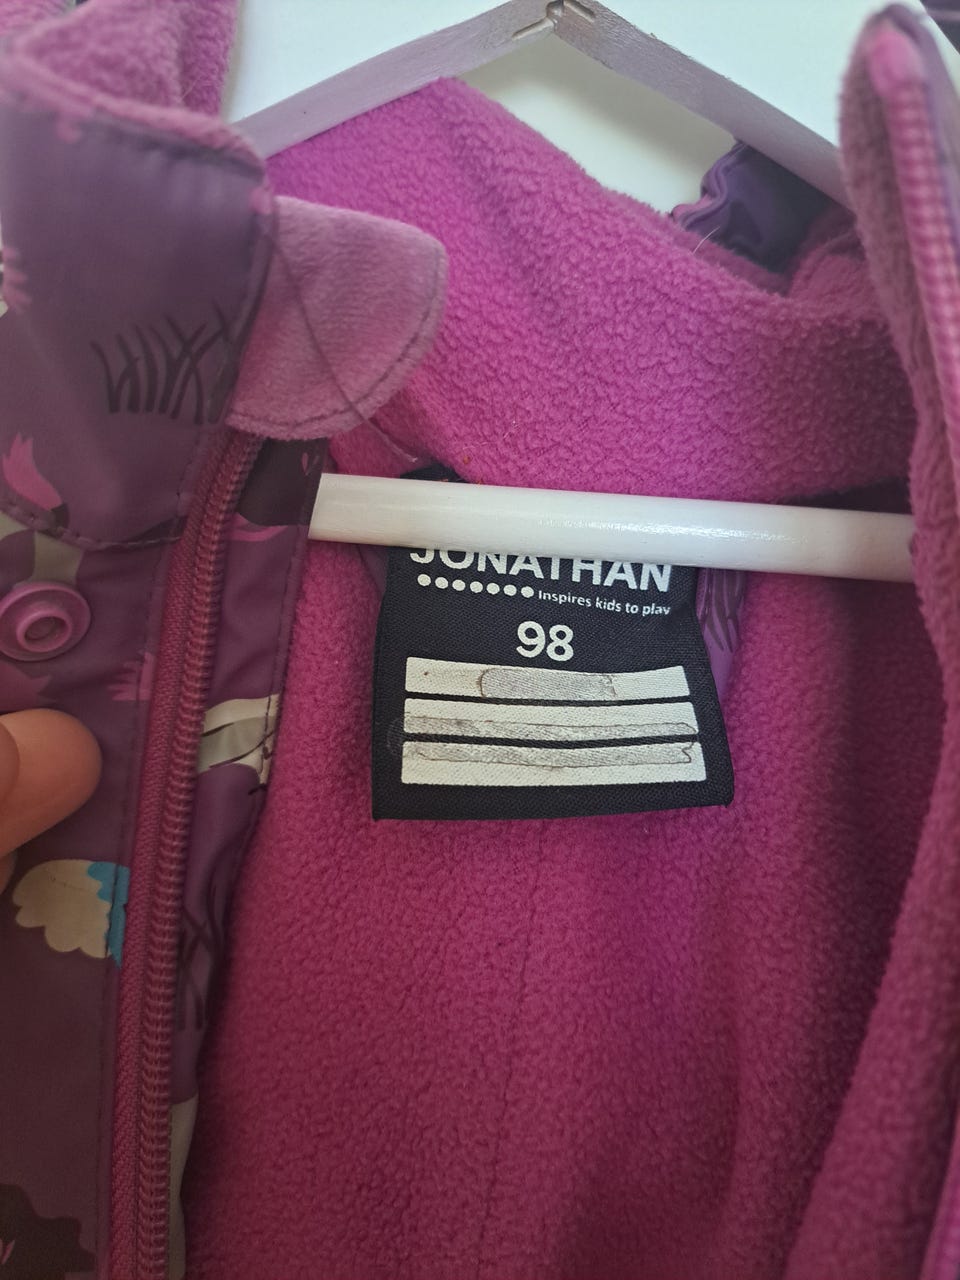 JONATHAN
Inspires kids to play
98